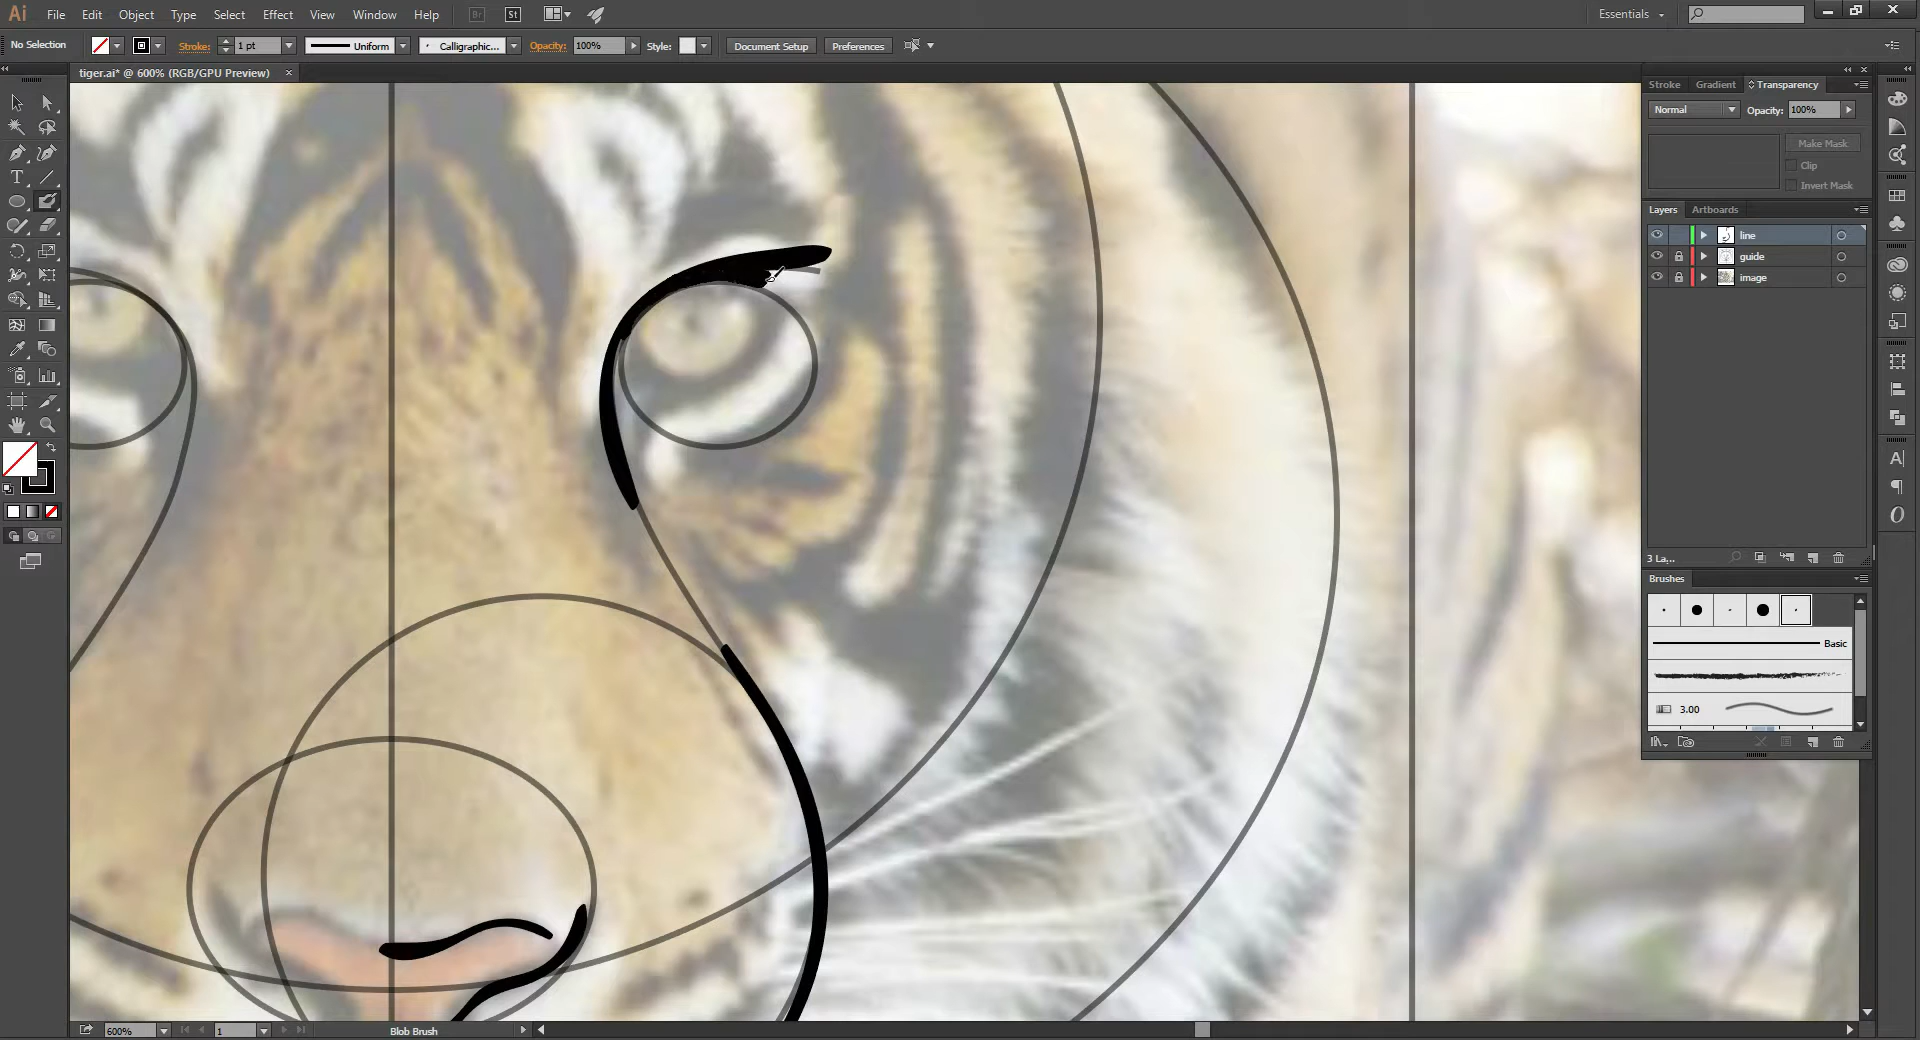 Ai File Edit Object Type Select Effect View Window Help Br St Essentials
No Selection Stroke: 1 pt Uniform Calligraphic... Opacity: 100% Style: Document Setup Preferences
tiger.ai* @ 600% (RGB/GPU Preview)
Stroke Gradient Transparency
Normal Opacity: 100%
Make Mask
Clip
Invert Mask
Layers Artboards
line
guide
image
3 La...
Brushes
Basic
3.00
600% 1 Blob Brush